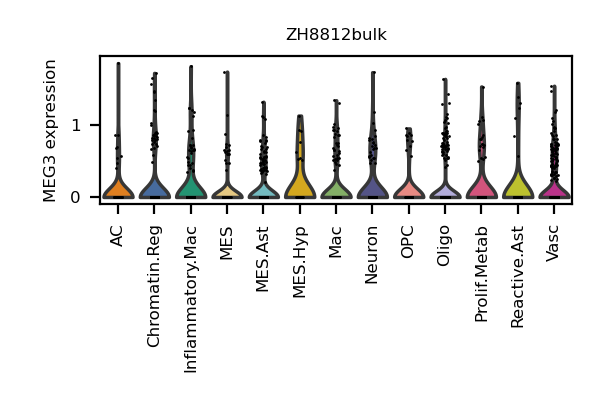 ZH8812bulk
MEG3 expression
1
0
AC
Chromatin.Reg
Inflammatory.Mac
MES
MES.Ast
MES.Hyp
Mac
Neuron
OPC
Oligo
Prolif.Metab
Reactive.Ast
Vasc